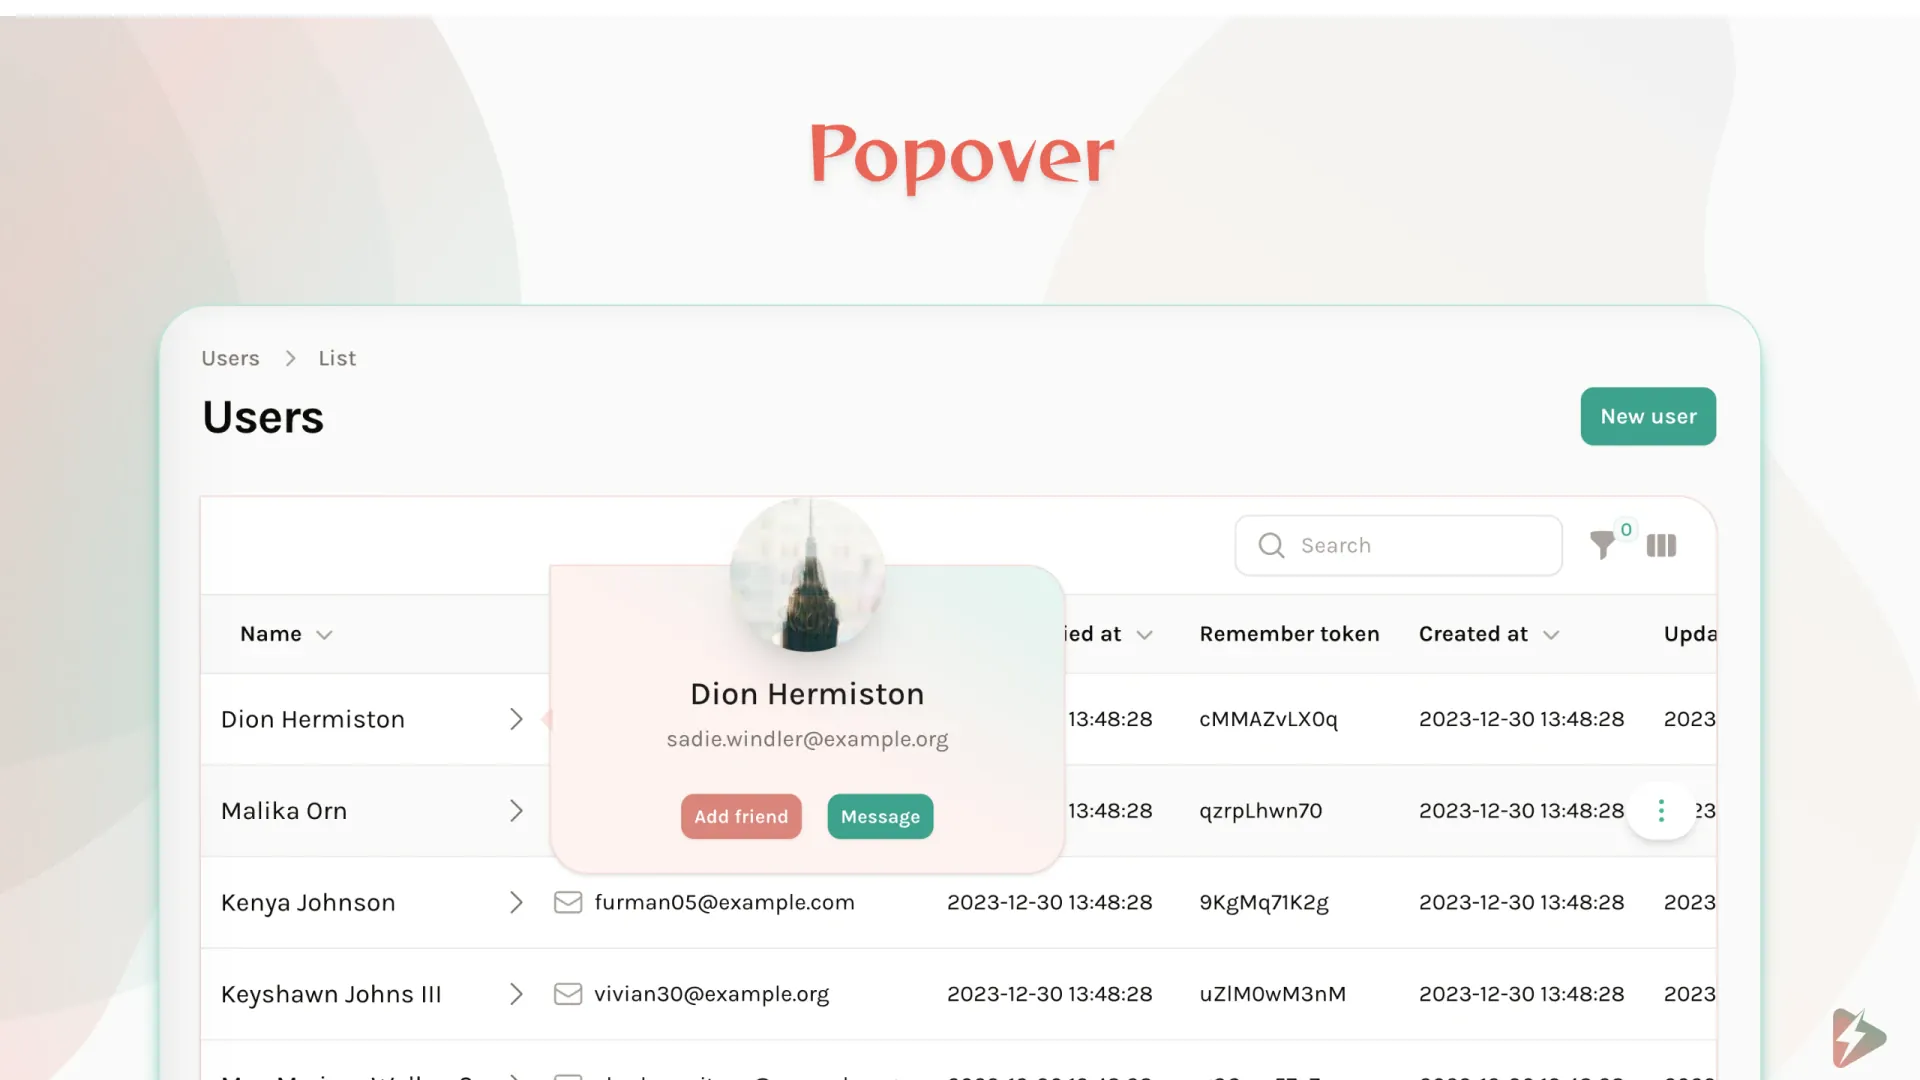 Popover
Users List
Users
New user
Search
0
Name ied at Remember token Created at Upda
Dion Hermiston
sadie.windler@example.org
Add friend Message
Dion Hermiston 13:48:28 cMMAZvLX0q 2023-12-30 13:48:28 2023
Malika Orn 13:48:28 qzrpLhwn70 2023-12-30 13:48:28 23
Kenya Johnson furman05@example.com 2023-12-30 13:48:28 9KgMq71K2g 2023-12-30 13:48:28 2023
Keyshawn Johns III vivian30@example.org 2023-12-30 13:48:28 uZlM0wM3nM 2023-12-30 13:48:28 2023